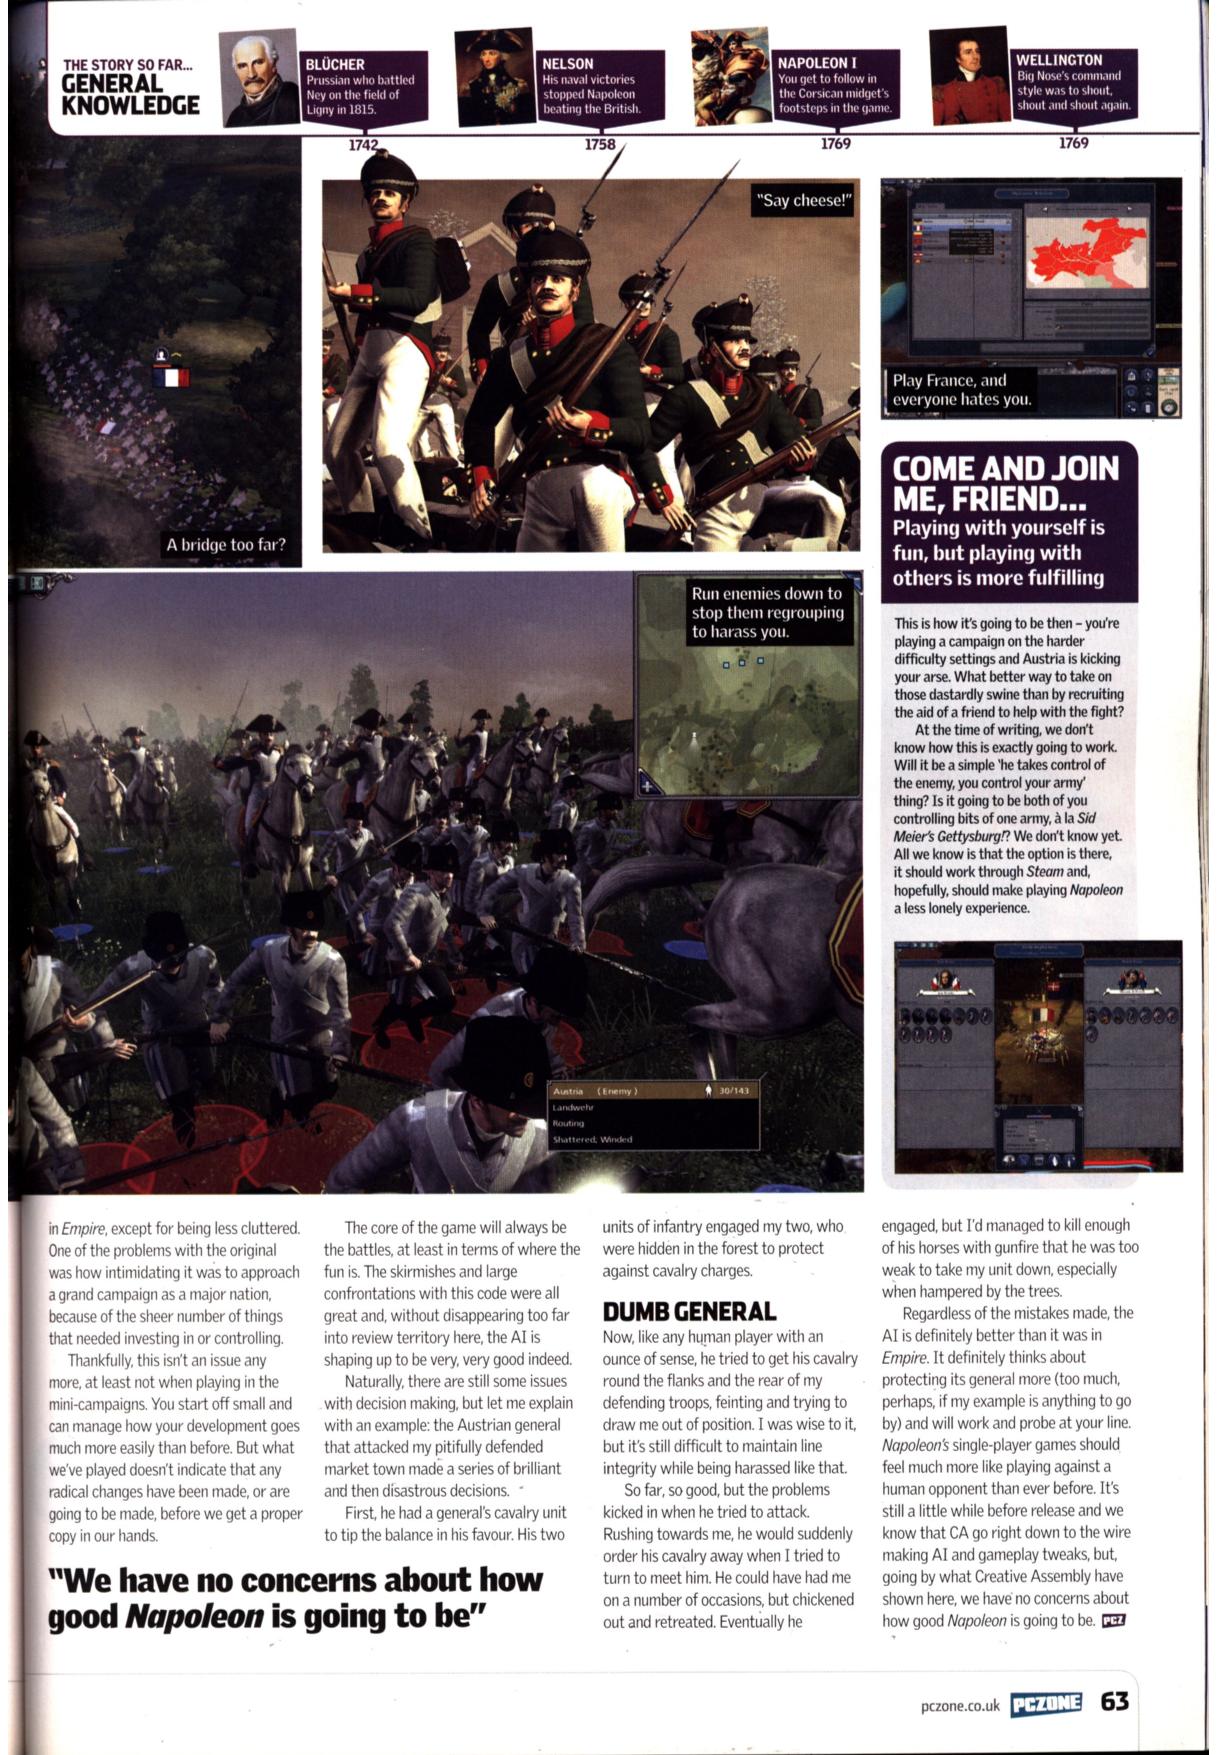 THE STORY SO FAR...
GENERAL
KNOWLEDGE
BLÜCHER
Prussian who battled
Ney on the field of
Ligny in 1815.
1742
NELSON
His naval victories
stopped Napoleon
beating the British.
1758
NAPOLEON I
You get to follow in
the Corsican midget's
footsteps in the game.
1769
WELLINGTON
Big Nose's command
style was to shout,
shout and shout again.
1769
A bridge too far?
"Say cheese!"
Play France, and
everyone hates you.
Run enemies down to
stop them regrouping
to harass you.
Austria (Enemy) 30/143
Landwehr
Routing
Shattered; Winded
COME AND JOIN
ME, FRIEND...
Playing with yourself is
fun, but playing with
others is more fulfilling
This is how it's going to be then – you're
playing a campaign on the harder
difficulty settings and Austria is kicking
your arse. What better way to take on
those dastardly swine than by recruiting
the aid of a friend to help with the fight?
At the time of writing, we don't
know how this is exactly going to work.
Will it be a simple 'he takes control of
the enemy, you control your army'
thing? Is it going to be both of you
controlling bits of one army, à la Sid
Meier's Gettysburg!? We don't know yet.
All we know is that the option is there,
it should work through Steam and,
hopefully, should make playing Napoleon
a less lonely experience.
in Empire, except for being less cluttered.
One of the problems with the original
was how intimidating it was to approach
a grand campaign as a major nation,
because of the sheer number of things
that needed investing in or controlling.
Thankfully, this isn't an issue any
more, at least not when playing in the
mini-campaigns. You start off small and
can manage how your development goes
much more easily than before. But what
we've played doesn't indicate that any
radical changes have been made, or are
going to be made, before we get a proper
copy in our hands.
The core of the game will always be
the battles, at least in terms of where the
fun is. The skirmishes and large
confrontations with this code were all
great and, without disappearing too far
into review territory here, the AI is
shaping up to be very, very good indeed.
Naturally, there are still some issues
with decision making, but let me explain
with an example: the Austrian general
that attacked my pitifully defended
market town made a series of brilliant
and then disastrous decisions.
First, he had a general's cavalry unit
to tip the balance in his favour. His two
"We have no concerns about how
good Napoleon is going to be"
units of infantry engaged my two, who
were hidden in the forest to protect
against cavalry charges.
DUMB GENERAL
Now, like any human player with an
ounce of sense, he tried to get his cavalry
round the flanks and the rear of my
defending troops, feinting and trying to
draw me out of position. I was wise to it,
but it's still difficult to maintain line
integrity while being harassed like that.
So far, so good, but the problems
kicked in when he tried to attack.
Rushing towards me, he would suddenly
order his cavalry away when I tried to
turn to meet him. He could have had me
on a number of occasions, but chickened
out and retreated. Eventually he
engaged, but I'd managed to kill enough
of his horses with gunfire that he was too
weak to take my unit down, especially
when hampered by the trees.
Regardless of the mistakes made, the
AI is definitely better than it was in
Empire. It definitely thinks about
protecting its general more (too much,
perhaps, if my example is anything to go
by) and will work and probe at your line.
Napoleon's single-player games should
feel much more like playing against a
human opponent than ever before. It's
still a little while before release and we
know that CA go right down to the wire
making AI and gameplay tweaks, but,
going by what Creative Assembly have
shown here, we have no concerns about
how good Napoleon is going to be. PCZ
pczone.co.uk PCZONE 63